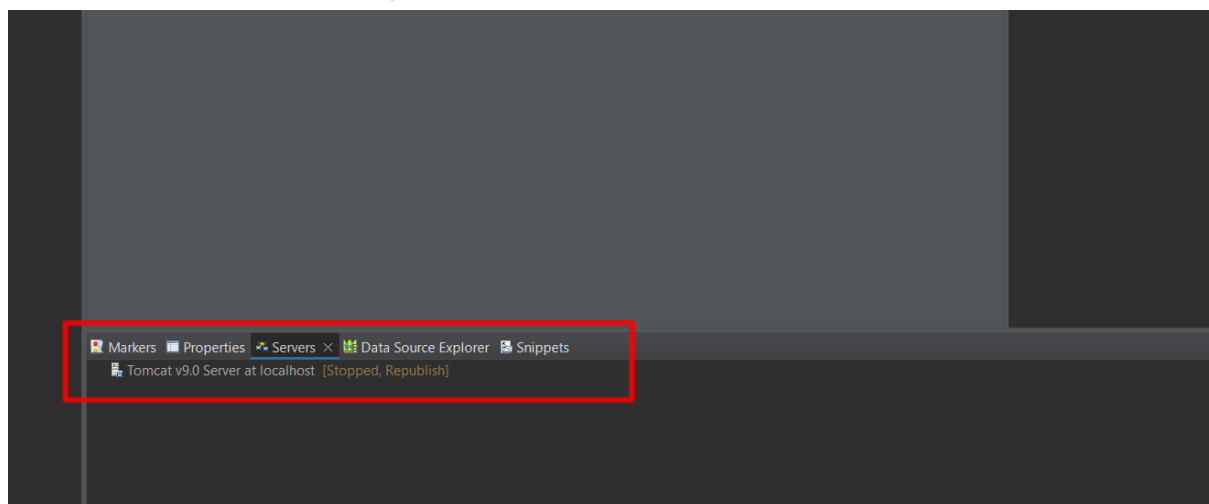 Markers Properties Servers Data Source Explorer Snippets
Tomcat v9.0 Server at localhost [Stopped, Republish]